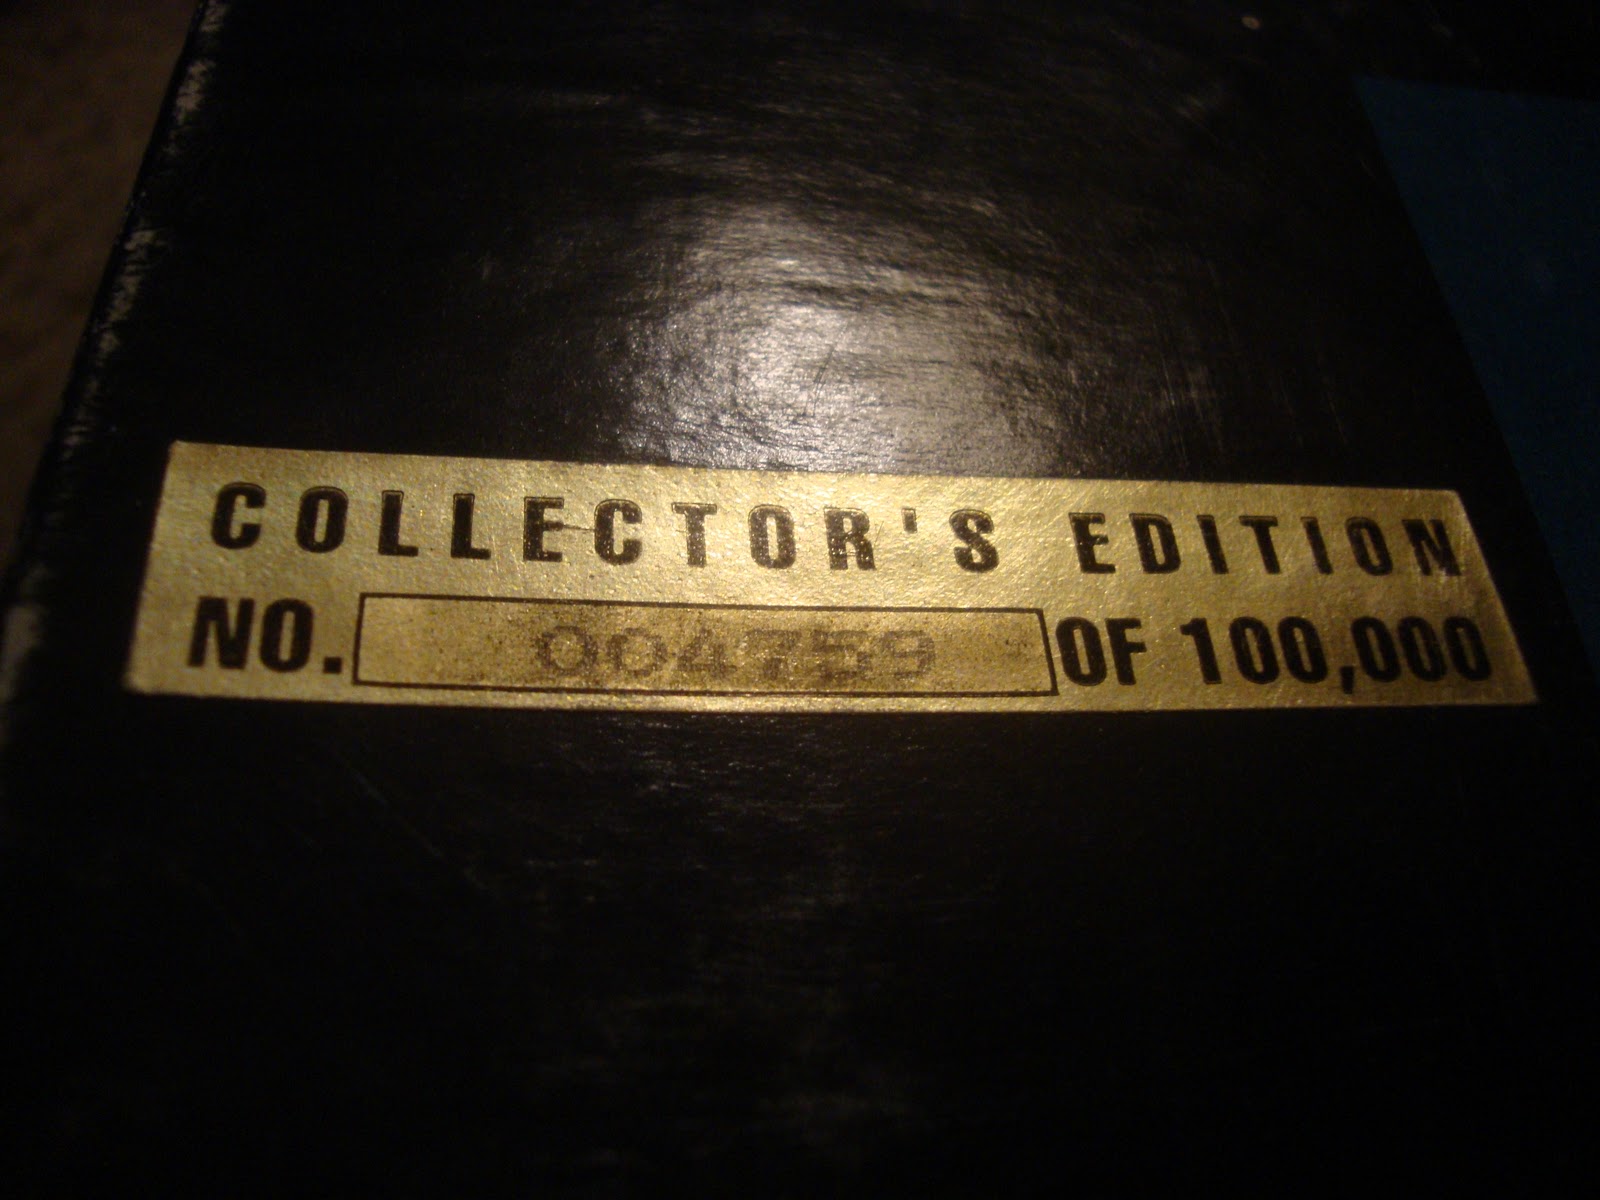 COLLECTOR'S EDITION
NO. 004759 OF 100,000